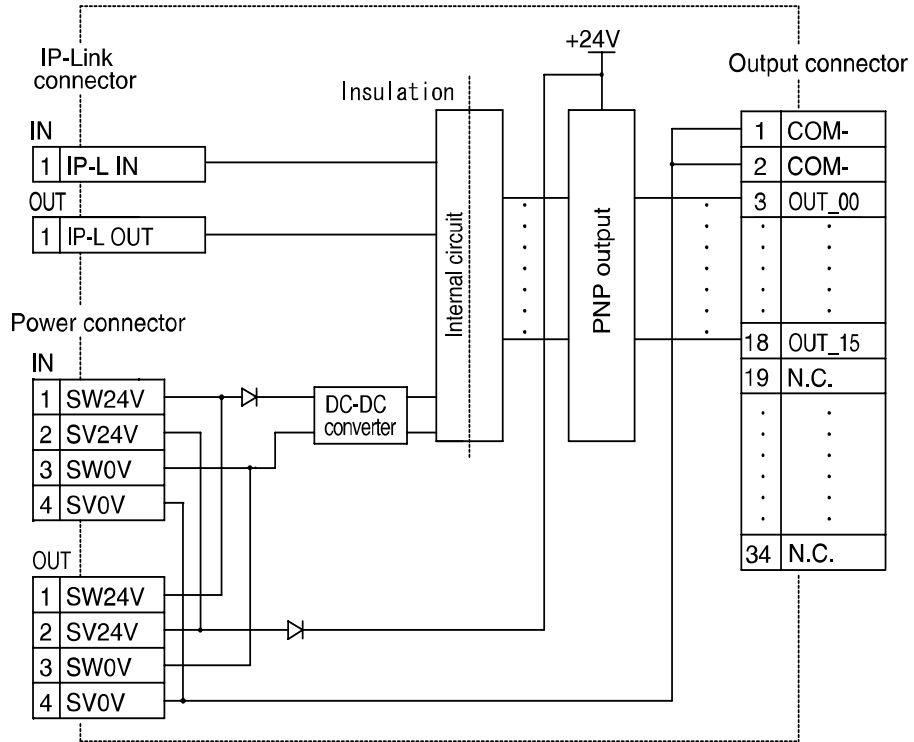 IP-Link
connector
IN
1 IP-L IN
OUT
1 IP-L OUT
Power connector
IN
1 SW24V
2 SV24V
3 SW0V
4 SV0V
OUT
1 SW24V
2 SV24V
3 SW0V
4 SV0V
DC-DC
converter
Insulation
Internal circuit
+24V
PNP output
Output connector
1 COM-
2 COM-
3 OUT_00
18 OUT_15
19 N.C.
34 N.C.